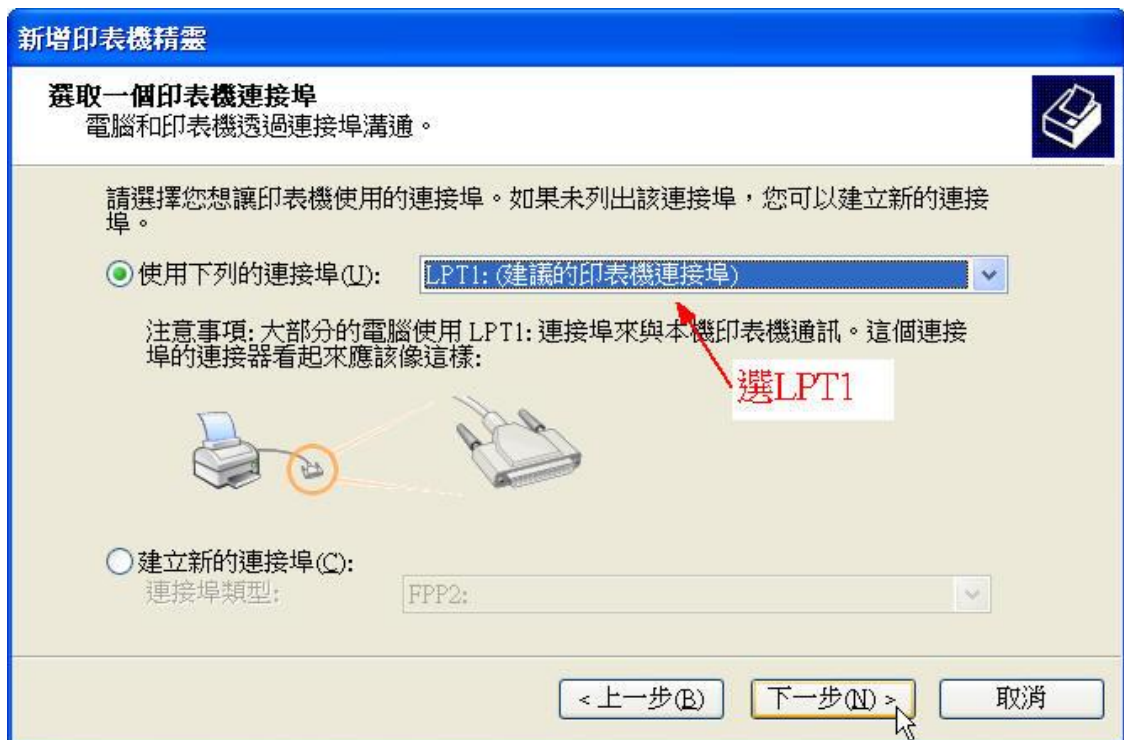 新增印表機精靈
選取一個印表機連接埠
電腦和印表機透過連接埠溝通。
請選擇您想讓印表機使用的連接埠。如果未列出該連接埠，您可以建立新的連接
埠。
使用下列的連接埠(U): LPT1: (建議的印表機連接埠)
注意事項: 大部分的電腦使用 LPT1: 連接埠來與本機印表機通訊。這個連接
埠的連接器看起來應該像這樣:
選LPT1
建立新的連接埠(C):
連接埠類型: FPP2:
< 上一步(B) 下一步(N) > 取消